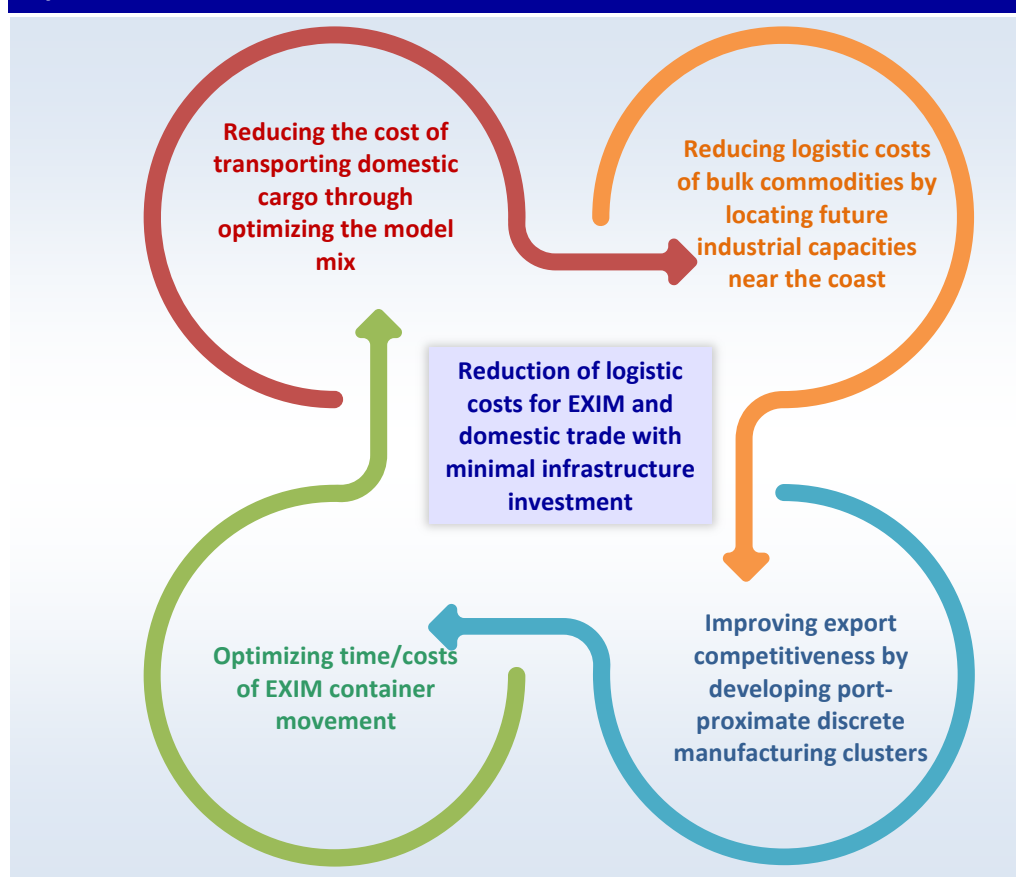 Reducing the cost of
transporting domestic
cargo through
optimizing the model
mix
Reducing logistic costs
of bulk commodities by
locating future
industrial capacities
near the coast
Reduction of logistic
costs for EXIM and
domestic trade with
minimal infrastructure
investment
Optimizing time/costs
of EXIM container
movement
Improving export
competitiveness by
developing port-
proximate discrete
manufacturing clusters